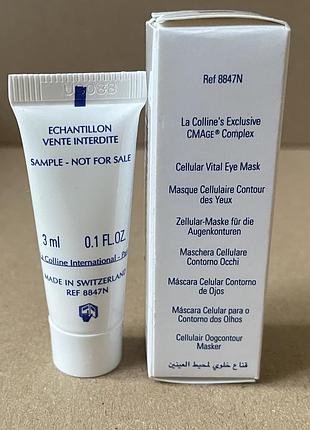 ECHANTILLON
VENTE INTERDITE
SAMPLE - NOT FOR SALE
3 ml 0.1 FL.OZ
Colline International -
MADE IN SWITZERLAND
REF 8847N
Ref 8847N
La Colline's Exclusive
CMAge® Complex
Cellular Vital Eye Mask
Masque Cellulaire Contour
des Yeux
Zellular-Maske für die
Augenkonturen
Maschera Cellulare
Contorno Occhi
Máscara Celular Contorno
de Ojos
Máscara Celular para o
Contorno dos Olhos
Cellulair Oogcontour
Masker
قناع خلوي لمحيط العينين